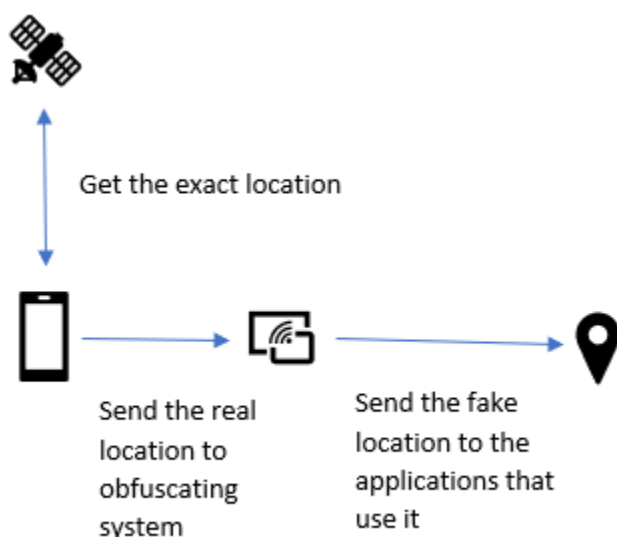 Get the exact location
Send the real
location to
obfuscating
system
Send the fake
location to the
applications that
use it